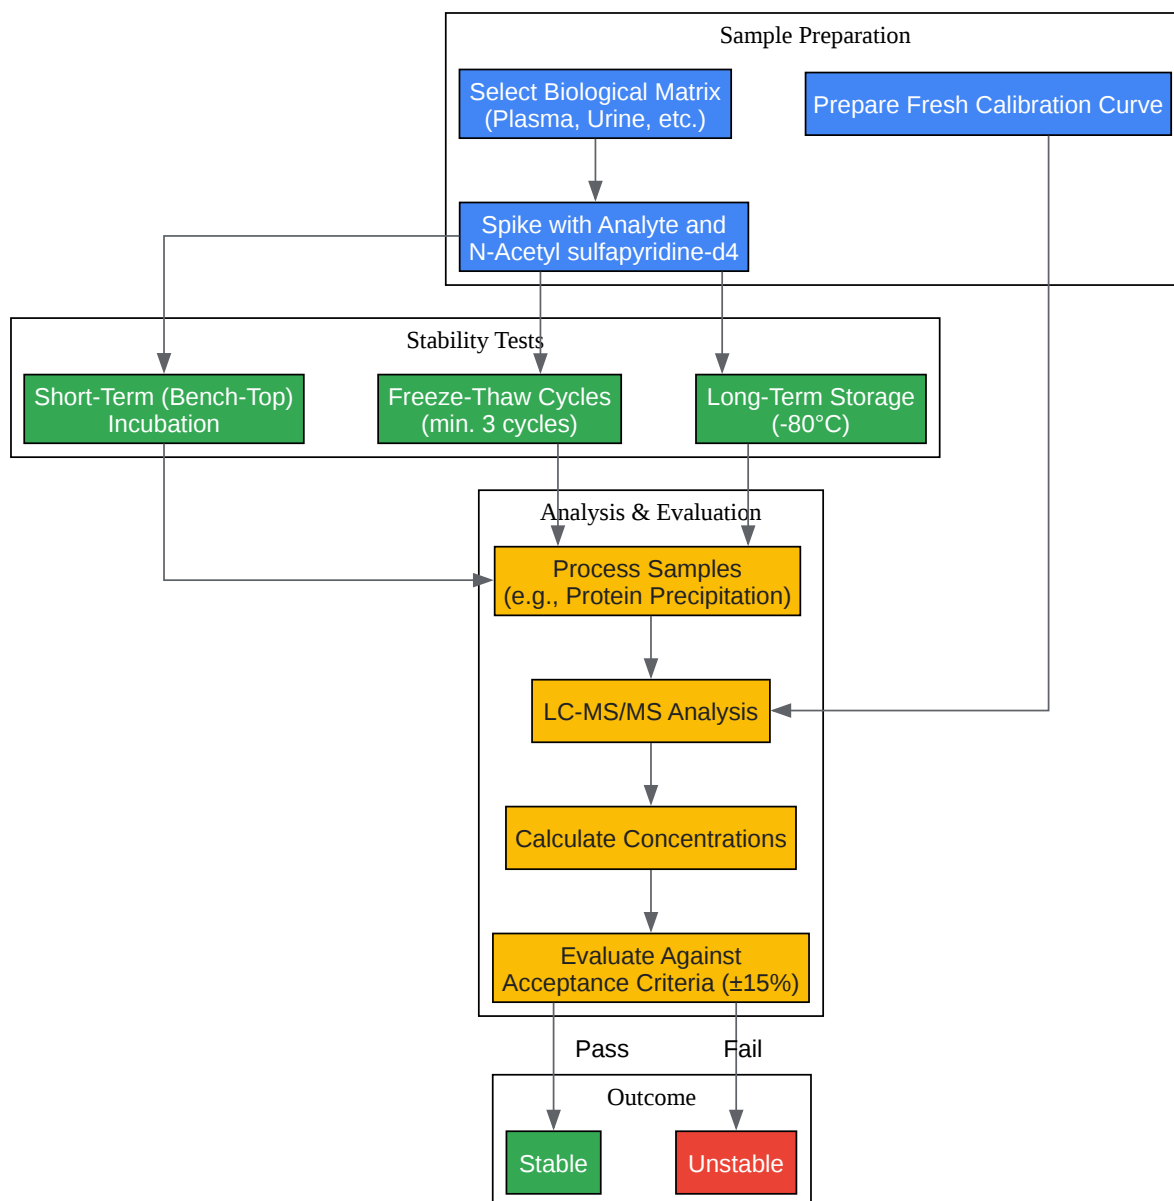 Sample Preparation
Select Biological Matrix
(Plasma, Urine, etc.)
Prepare Fresh Calibration Curve
Spike with Analyte and
N-Acetyl sulfapyridine-d4
Stability Tests
Short-Term (Bench-Top)
Incubation
Freeze-Thaw Cycles
(min. 3 cycles)
Long-Term Storage
(-80°C)
Analysis & Evaluation
Process Samples
(e.g., Protein Precipitation)
LC-MS/MS Analysis
Calculate Concentrations
Evaluate Against
Acceptance Criteria (±15%)
Pass
Fail
Outcome
Stable
Unstable